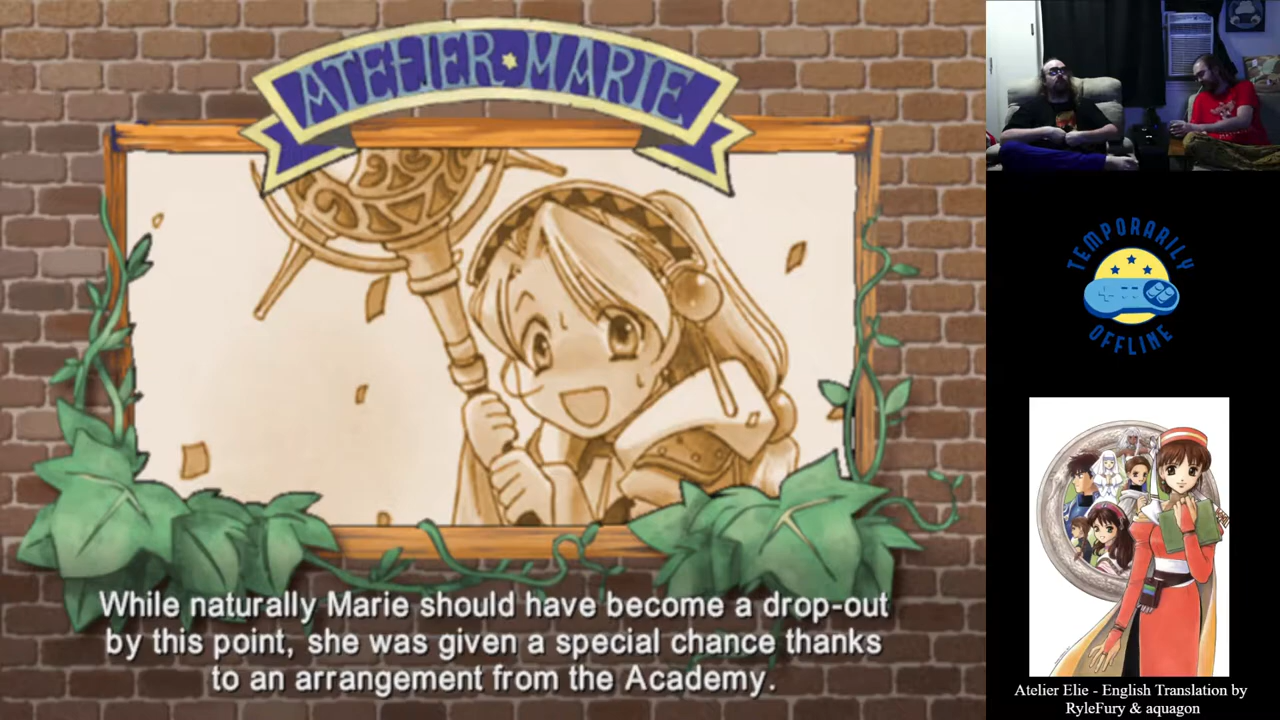 ATELIER MARIE
While naturally Marie should have become a drop-out
by this point, she was given a special chance thanks
to an arrangement from the Academy.
TEMPORARILY
OFFLINE
Atelier Elie - English Translation by
RyleFury & aquagon